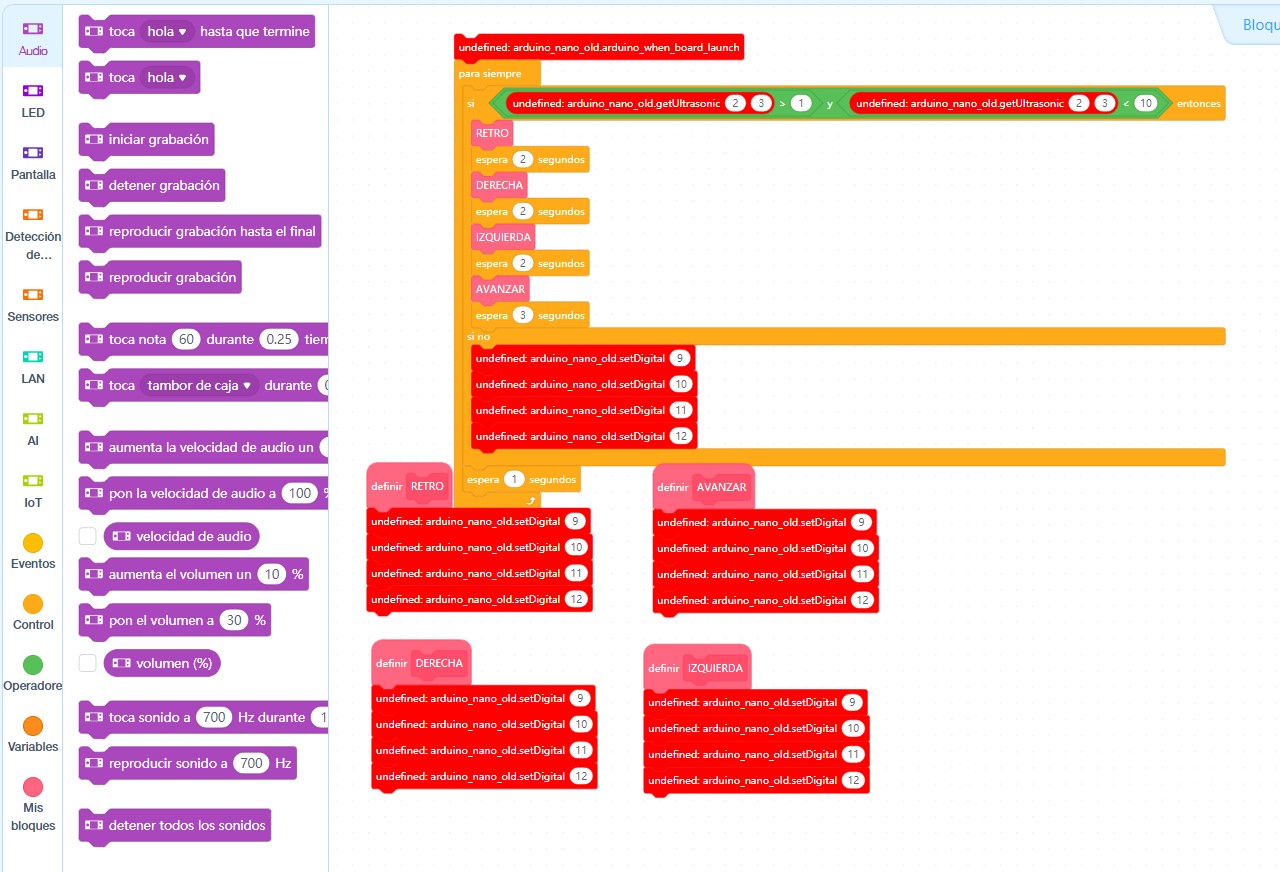 Audio
LED
Pantalla
Detección
de...
Sensores
LAN
AI
IoT
Eventos
Control
Operadore
Variables
Mis
bloques
toca hola ▾ hasta que termine
toca hola ▾
iniciar grabación
detener grabación
reproducir grabación hasta el final
reproducir grabación
toca nota 60 durante 0.25 tiem
toca tambor de caja ▾ durante
aumenta la velocidad de audio un
pon la velocidad de audio a 100 %
velocidad de audio
aumenta el volumen un 10 %
pon el volumen a 30 %
volumen (%)
toca sonido a 700 Hz durante 1
reproducir sonido a 700 Hz
detener todos los sonidos
Bloqu
undefined: arduino_nano_old.arduino_when_board_launch
para siempre
si undefined: arduino_nano_old.getUltrasonic 2 3 > 1 y undefined: arduino_nano_old.getUltrasonic 2 3 < 10 entonces
RETRO
espera 2 segundos
DERECHA
espera 2 segundos
IZQUIERDA
espera 2 segundos
AVANZAR
espera 3 segundos
si no
undefined: arduino_nano_old.setDigital 9
undefined: arduino_nano_old.setDigital 10
undefined: arduino_nano_old.setDigital 11
undefined: arduino_nano_old.setDigital 12
espera 1 segundos
definir RETRO
undefined: arduino_nano_old.setDigital 9
undefined: arduino_nano_old.setDigital 10
undefined: arduino_nano_old.setDigital 11
undefined: arduino_nano_old.setDigital 12
definir AVANZAR
undefined: arduino_nano_old.setDigital 9
undefined: arduino_nano_old.setDigital 10
undefined: arduino_nano_old.setDigital 11
undefined: arduino_nano_old.setDigital 12
definir DERECHA
undefined: arduino_nano_old.setDigital 9
undefined: arduino_nano_old.setDigital 10
undefined: arduino_nano_old.setDigital 11
undefined: arduino_nano_old.setDigital 12
definir IZQUIERDA
undefined: arduino_nano_old.setDigital 9
undefined: arduino_nano_old.setDigital 10
undefined: arduino_nano_old.setDigital 11
undefined: arduino_nano_old.setDigital 12